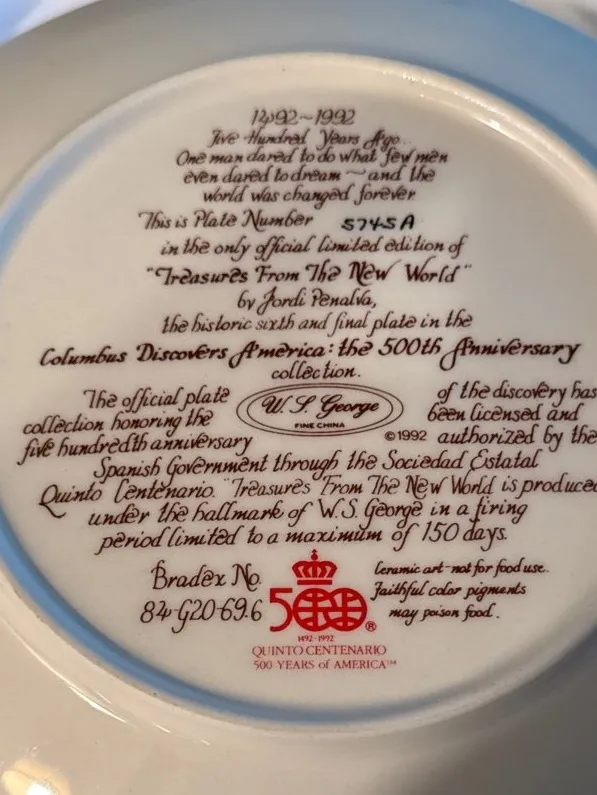 1492~1992
Five Hundred Years Ago...
One man dared to do what few men
even dared to dream ~ and the
world was changed forever
This is Plate Number 5745A
in the only official limited edition of
"Treasures From The New World"
by Jordi Penalva,
the historic sixth and final plate in the
Columbus Discovers America: the 500th Anniversary
collection.
The official plate
collection honoring the
five hundredth anniversary
W. S. George
FINE CHINA
of the discovery has
been licensed and
©1992 authorized by the
Spanish Government through the Sociedad Estatal
Quinto Centenario. "Treasures From The New World is produced
under the hallmark of W.S. George in a firing
period limited to a maximum of 150 days.
Bradex No.
84-G20-69.6
500®
1492-1992
QUINTO CENTENARIO
500 YEARS of AMERICA™
Ceramic art-not for food use.
Faithful color pigments
may poison food.